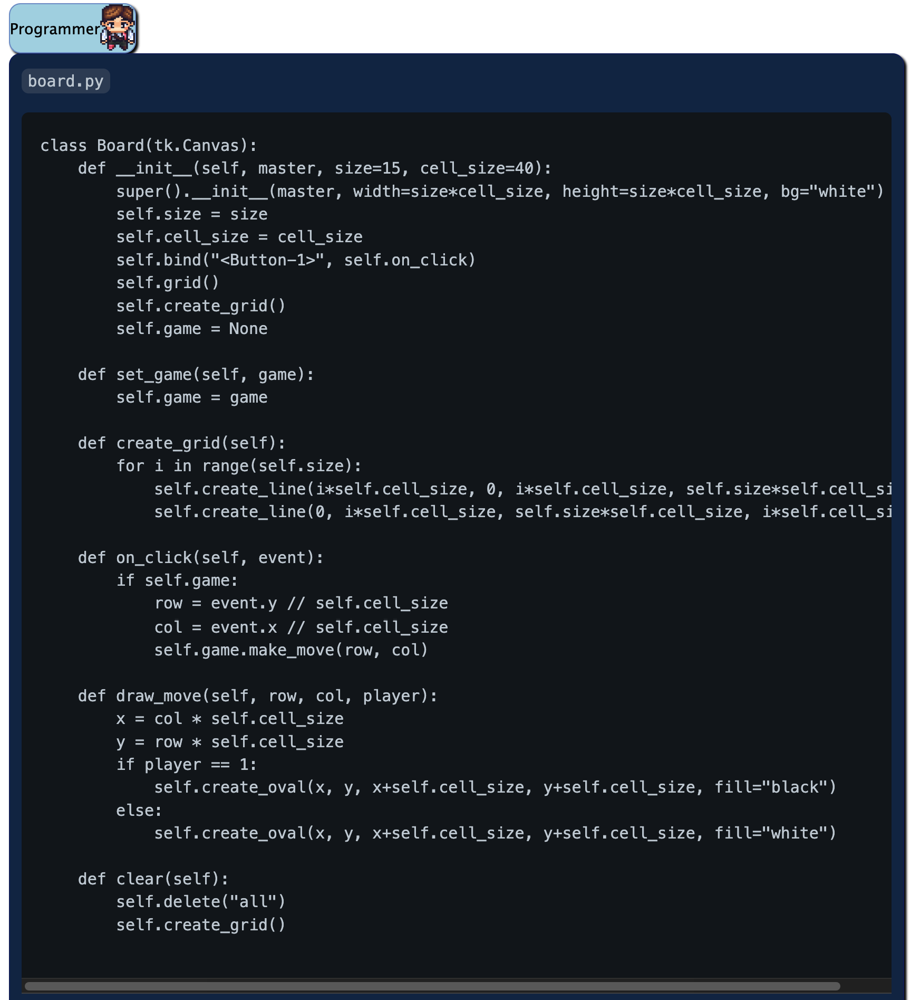 Programmer
board.py
class Board(tk.Canvas):
    def __init__(self, master, size=15, cell_size=40):
        super().__init__(master, width=size*cell_size, height=size*cell_size, bg="white")
        self.size = size
        self.cell_size = cell_size
        self.bind("<Button-1>", self.on_click)
        self.grid()
        self.create_grid()
        self.game = None

    def set_game(self, game):
        self.game = game

    def create_grid(self):
        for i in range(self.size):
            self.create_line(i*self.cell_size, 0, i*self.cell_size, self.size*self.cell_si
            self.create_line(0, i*self.cell_size, self.size*self.cell_size, i*self.cell_si

    def on_click(self, event):
        if self.game:
            row = event.y // self.cell_size
            col = event.x // self.cell_size
            self.game.make_move(row, col)

    def draw_move(self, row, col, player):
        x = col * self.cell_size
        y = row * self.cell_size
        if player == 1:
            self.create_oval(x, y, x+self.cell_size, y+self.cell_size, fill="black")
        else:
            self.create_oval(x, y, x+self.cell_size, y+self.cell_size, fill="white")

    def clear(self):
        self.delete("all")
        self.create_grid()